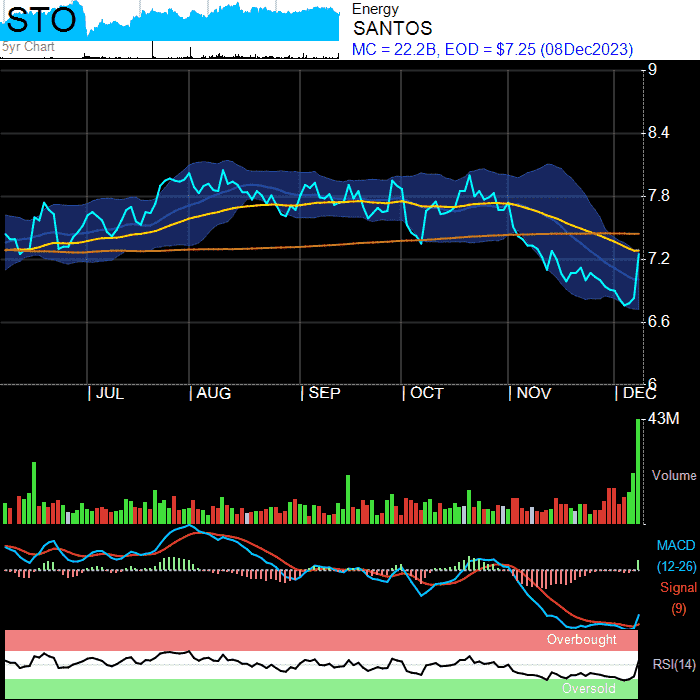 STO
5yr Chart
Energy
SANTOS
MC = 22.2B, EOD = $7.25 (08Dec2023)
9
8.4
7.8
7.2
6.6
6
JUL
AUG
SEP
OCT
NOV
DEC
43M
Volume
MACD
(12-26)
Signal
(9)
Overbought
RSI(14)
Oversold